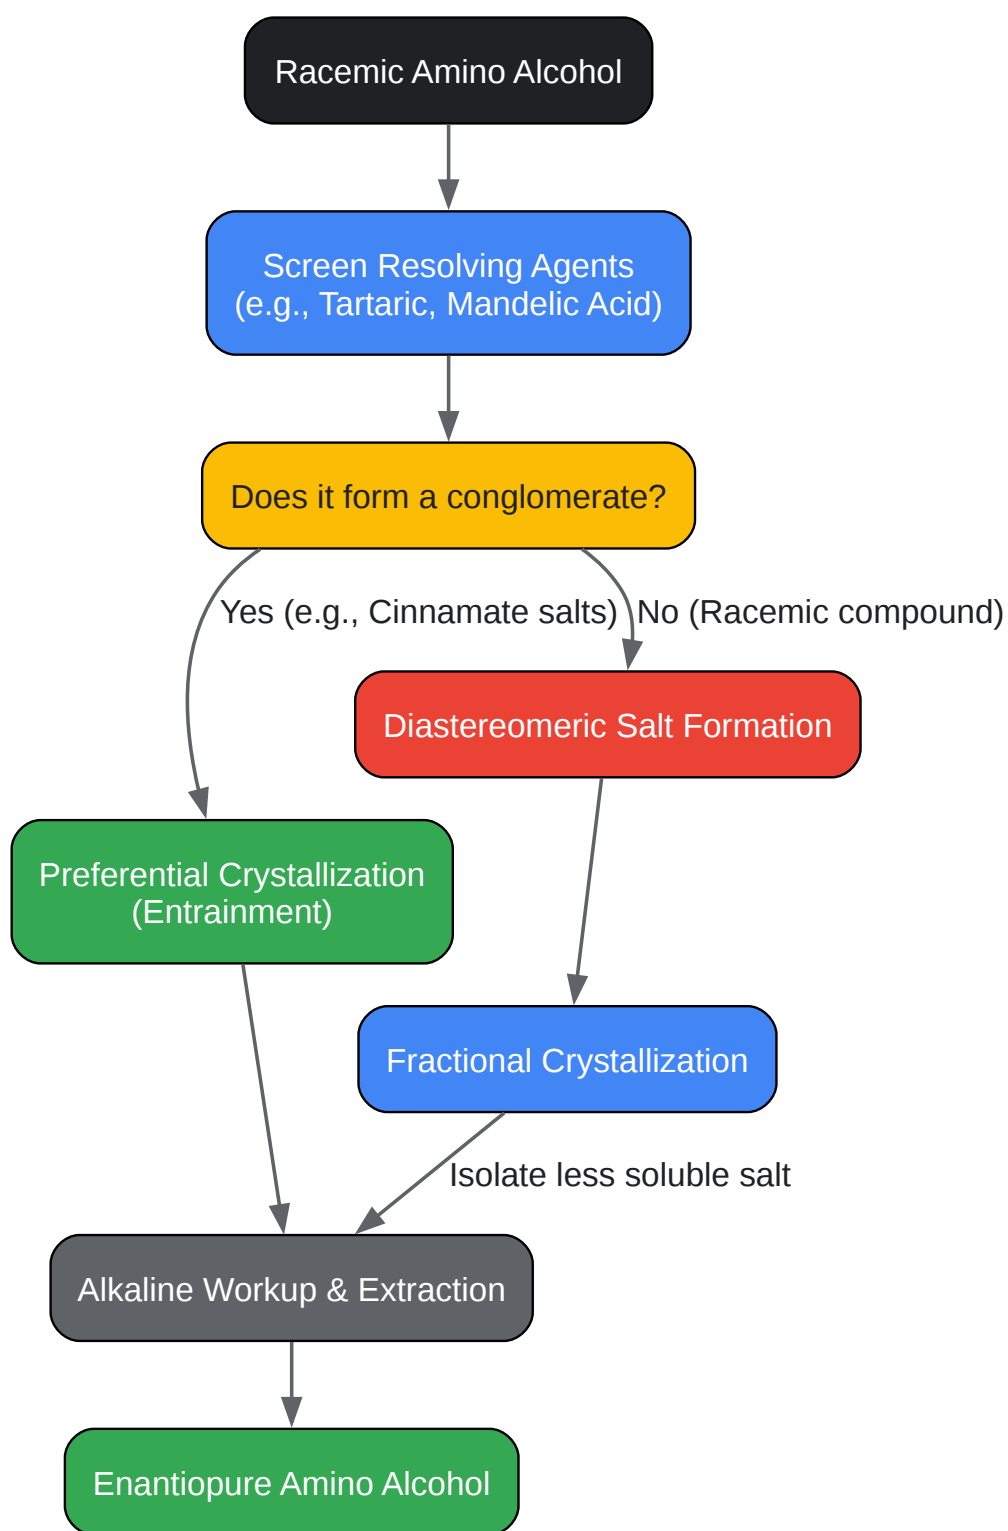 Racemic Amino Alcohol
Screen Resolving Agents
(e.g., Tartaric, Mandelic Acid)
Does it form a conglomerate?
Yes (e.g., Cinnamate salts)
No (Racemic compound)
Diastereomeric Salt Formation
Preferential Crystallization
(Entrainment)
Fractional Crystallization
Isolate less soluble salt
Alkaline Workup & Extraction
Enantiopure Amino Alcohol